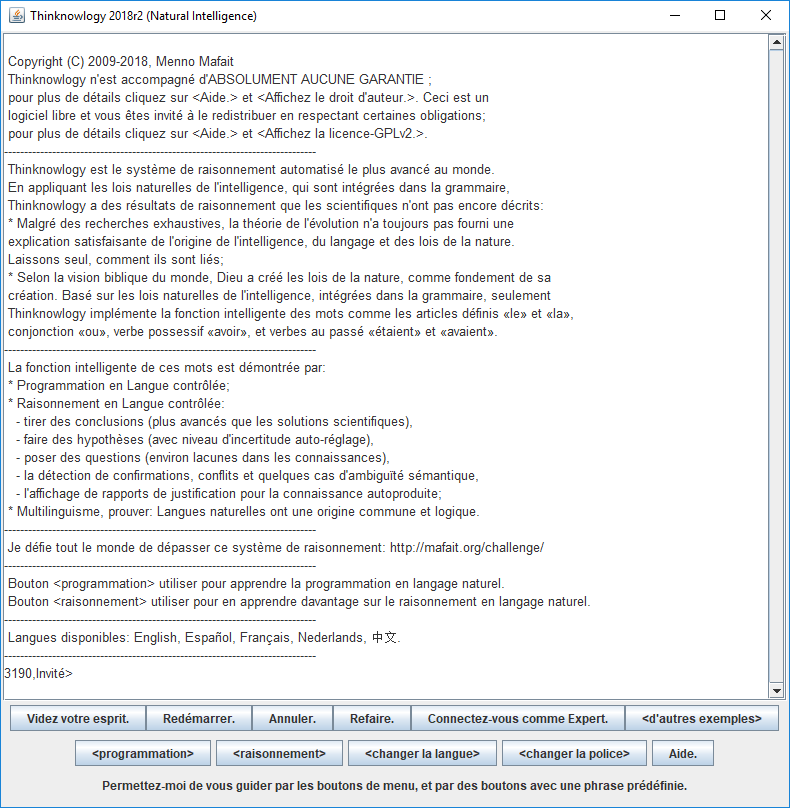 Thinknowlogy 2018r2 (Natural Intelligence)
Copyright (C) 2009-2018, Menno Mafait
Thinknowlogy n'est accompagné d'ABSOLUMENT AUCUNE GARANTIE ;
pour plus de détails cliquez sur <Aide.> et <Affichez le droit d'auteur.>. Ceci est un
logiciel libre et vous êtes invité à le redistribuer en respectant certaines obligations;
pour plus de détails cliquez sur <Aide.> et <Affichez la licence-GPLv2.>.
--------------------------------------------------------------------------------
Thinknowlogy est le système de raisonnement automatisé le plus avancé au monde.
En appliquant les lois naturelles de l'intelligence, qui sont intégrées dans la grammaire,
Thinknowlogy a des résultats de raisonnement que les scientifiques n'ont pas encore décrits:
* Malgré des recherches exhaustives, la théorie de l'évolution n'a toujours pas fourni une
explication satisfaisante de l'origine de l'intelligence, du langage et des lois de la nature.
Laissons seul, comment ils sont liés;
* Selon la vision biblique du monde, Dieu a créé les lois de la nature, comme fondement de sa
création. Basé sur les lois naturelles de l'intelligence, intégrées dans la grammaire, seulement
Thinknowlogy implémente la fonction intelligente des mots comme les articles définis «le» et «la»,
conjonction «ou», verbe possessif «avoir», et verbes au passé «étaient» et «avaient».
--------------------------------------------------------------------------------
La fonction intelligente de ces mots est démontrée par:
* Programmation en Langue contrôlée;
* Raisonnement en Langue contrôlée:
- tirer des conclusions (plus avancés que les solutions scientifiques),
- faire des hypothèses (avec niveau d'incertitude auto-réglage),
- poser des questions (environ lacunes dans les connaissances),
- la détection de confirmations, conflits et quelques cas d'ambiguïté sémantique,
- l'affichage de rapports de justification pour la connaissance autoproduite;
* Multilinguisme, prouver: Langues naturelles ont une origine commune et logique.
--------------------------------------------------------------------------------
Je défie tout le monde de dépasser ce système de raisonnement: http://mafait.org/challenge/
--------------------------------------------------------------------------------
Bouton <programmation> utiliser pour apprendre la programmation en langage naturel.
Bouton <raisonnement> utiliser pour en apprendre davantage sur le raisonnement en langage naturel.
--------------------------------------------------------------------------------
Langues disponibles: English, Español, Français, Nederlands, 中文.
--------------------------------------------------------------------------------
3190,Invité>
Videz votre esprit. Redémarrer. Annuler. Refaire. Connectez-vous comme Expert. <d'autres exemples>
<programmation> <raisonnement> <changer la langue> <changer la police> Aide.
Permettez-moi de vous guider par les boutons de menu, et par des boutons avec une phrase prédéfinie.